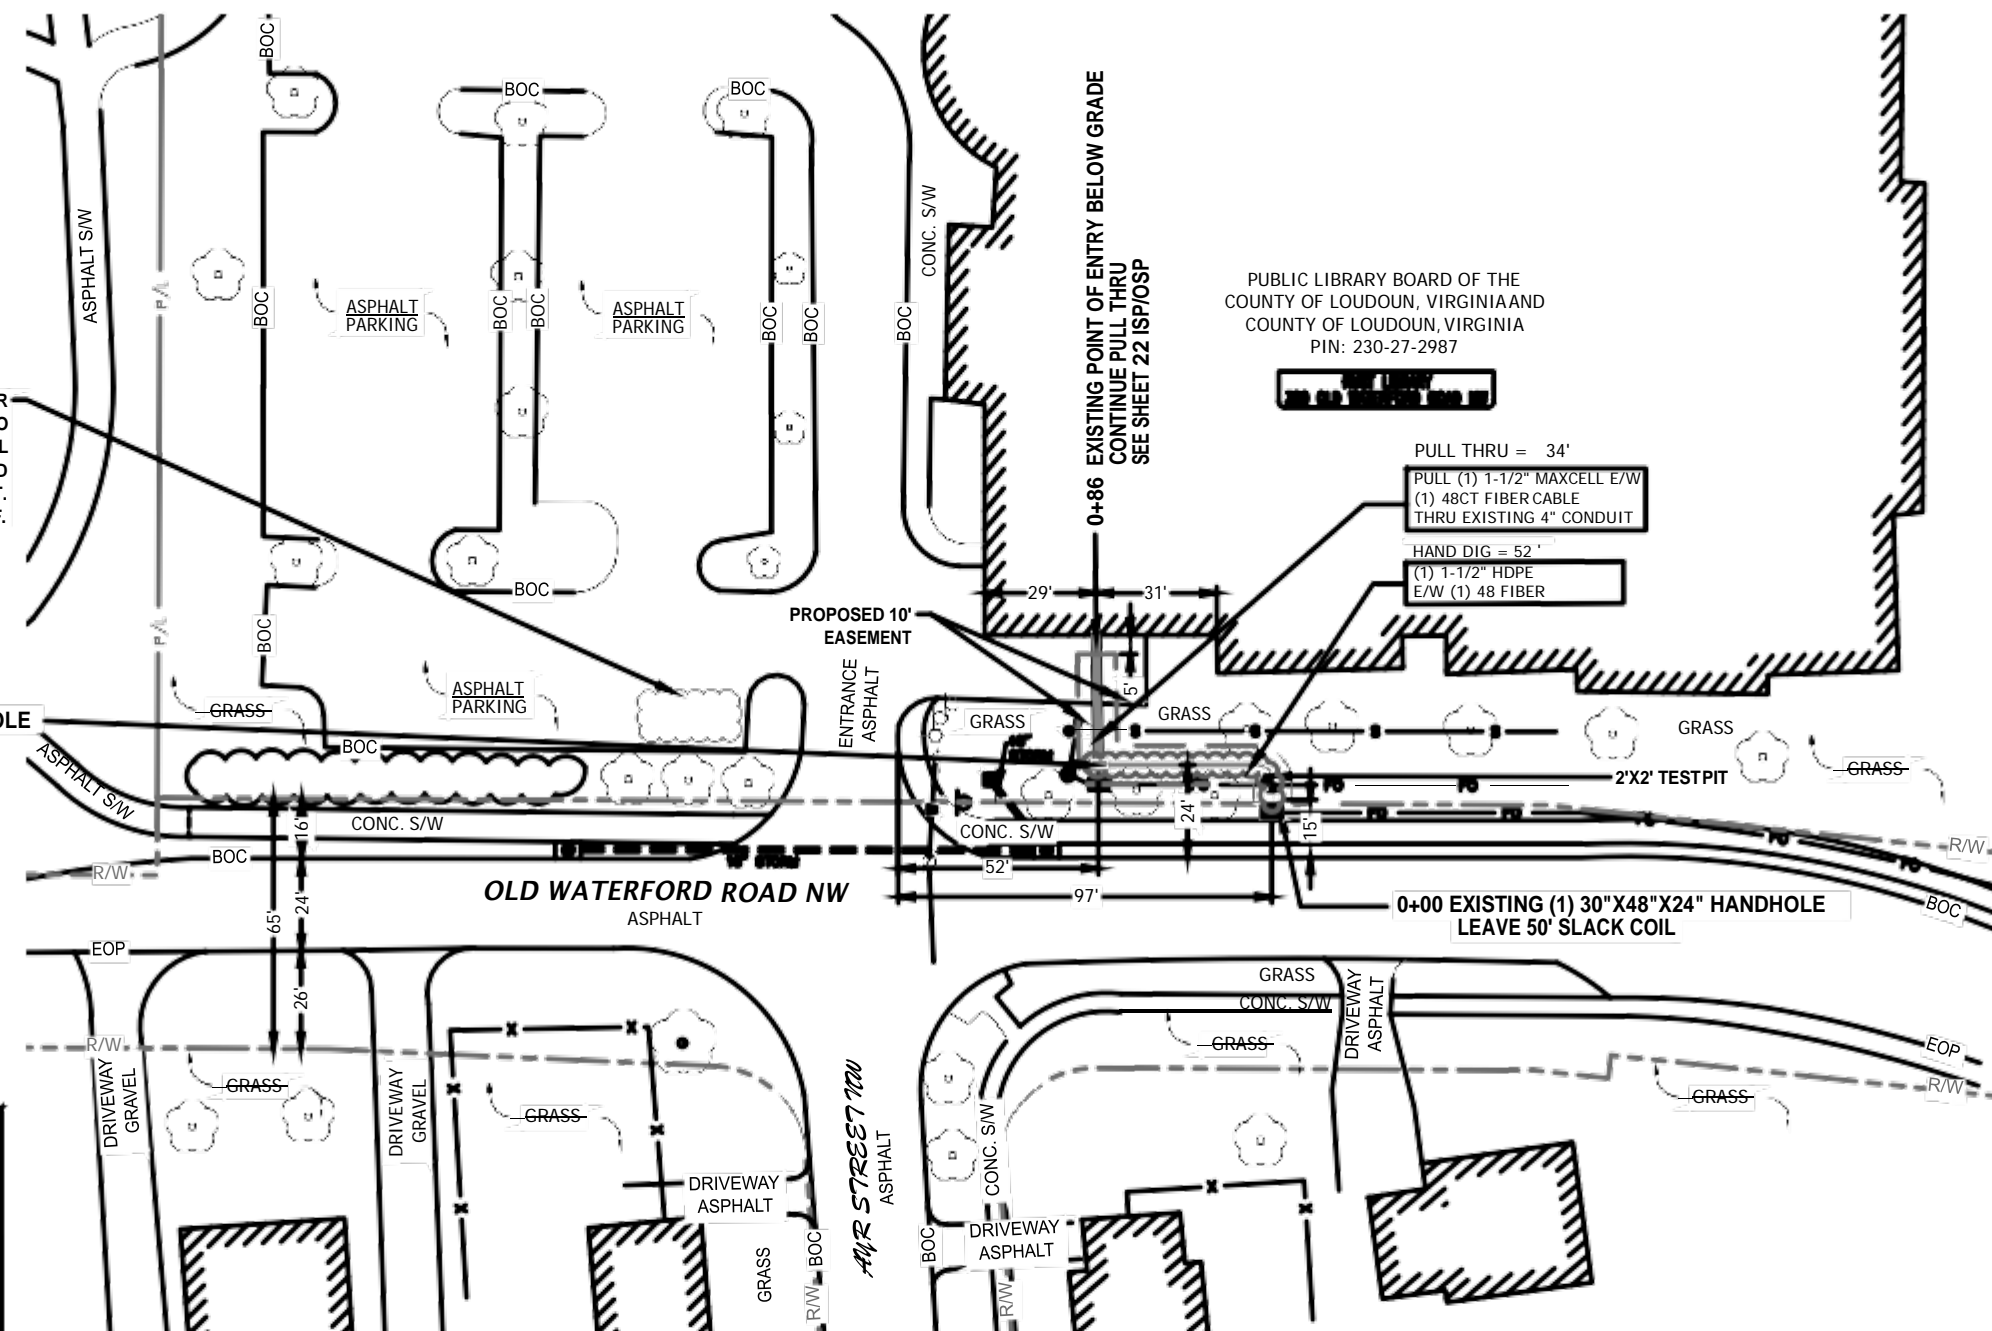 BOC
BOC
BOC
ASPHALT S/W
P/L
BOC
ASPHALT
PARKING
BOC
BOC
ASPHALT
PARKING
BOC
BOC
BOC
CONC. S/W
0+86 EXISTING POINT OF ENTRY BELOW GRADE
CONTINUE PULL THRU
SEE SHEET 22 ISP/OSP
PUBLIC LIBRARY BOARD OF THE
COUNTY OF LOUDOUN, VIRGINIA AND
COUNTY OF LOUDOUN, VIRGINIA
PIN: 230-27-2987
PULL THRU = 34'
PULL (1) 1-1/2" MAXCELL E/W
(1) 48CT FIBER CABLE
THRU EXISTING 4" CONDUIT
HAND DIG = 52 '
(1) 1-1/2" HDPE
E/W (1) 48 FIBER
BOC
BOC
P/L
29'
31'
PROPOSED 10'
EASEMENT
5'
GRASS
ASPHALT
PARKING
ENTRANCE
ASPHALT
GRASS
GRASS
GRASS
GRASS
OLE
BOC
ASPHALT S/W
2'X2' TESTPIT
16'
CONC. S/W
CONC. S/W
24'
15'
BOC
R/W
R/W
52'
97'
OLD WATERFORD ROAD NW
ASPHALT
65'
24'
0+00 EXISTING (1) 30"X48"X24" HANDHOLE
LEAVE 50' SLACK COIL
BOC
EOP
26'
GRASS
CONC. S/W
DRIVEWAY
ASPHALT
R/W
GRASS
EOP
R/W
DRIVEWAY
GRAVEL
GRASS
DRIVEWAY
GRAVEL
GRASS
GRASS
AYR STREET NW
ASPHALT
CONC. S/W
DRIVEWAY
ASPHALT
GRASS
BOC
R/W
BOC
DRIVEWAY
ASPHALT
R/W